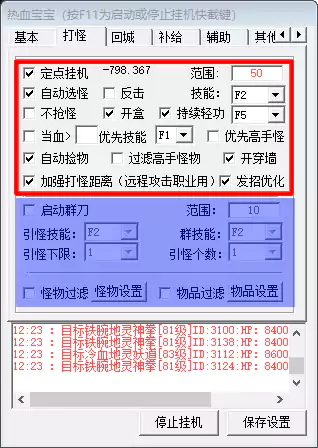 热血宝宝（按F11为启动或停止挂机快截键）
基本 打怪 回城 补给 辅助 其他
定点挂机 -798.367 范围: 50
自动选怪 反击 技能: F2
不抢怪 开盒 持续轻功 F5
当血> 优先技能 F1 优先高手怪
自动捡物 过滤高手怪物 开穿墙
加强打怪距离（远程攻击职业用） 发招优化
启动群刀 范围: 10
引怪技能: F2 群技能: F2
引怪下限: 1 引怪个数: 1
怪物过滤 怪物设置 物品过滤 物品设置
12:23 : 目标铁腕地灵神拳[81级]ID:3100:HP: 8400
12:23 : 目标铁腕地灵神拳[81级]ID:3138:HP: 8400
12:23 : 目标冷血地灵妖道[83级]ID:3112:HP: 8600
12:23 : 目标铁腕地灵神拳[81级]ID:3124:HP: 8400
停止挂机 保存设置